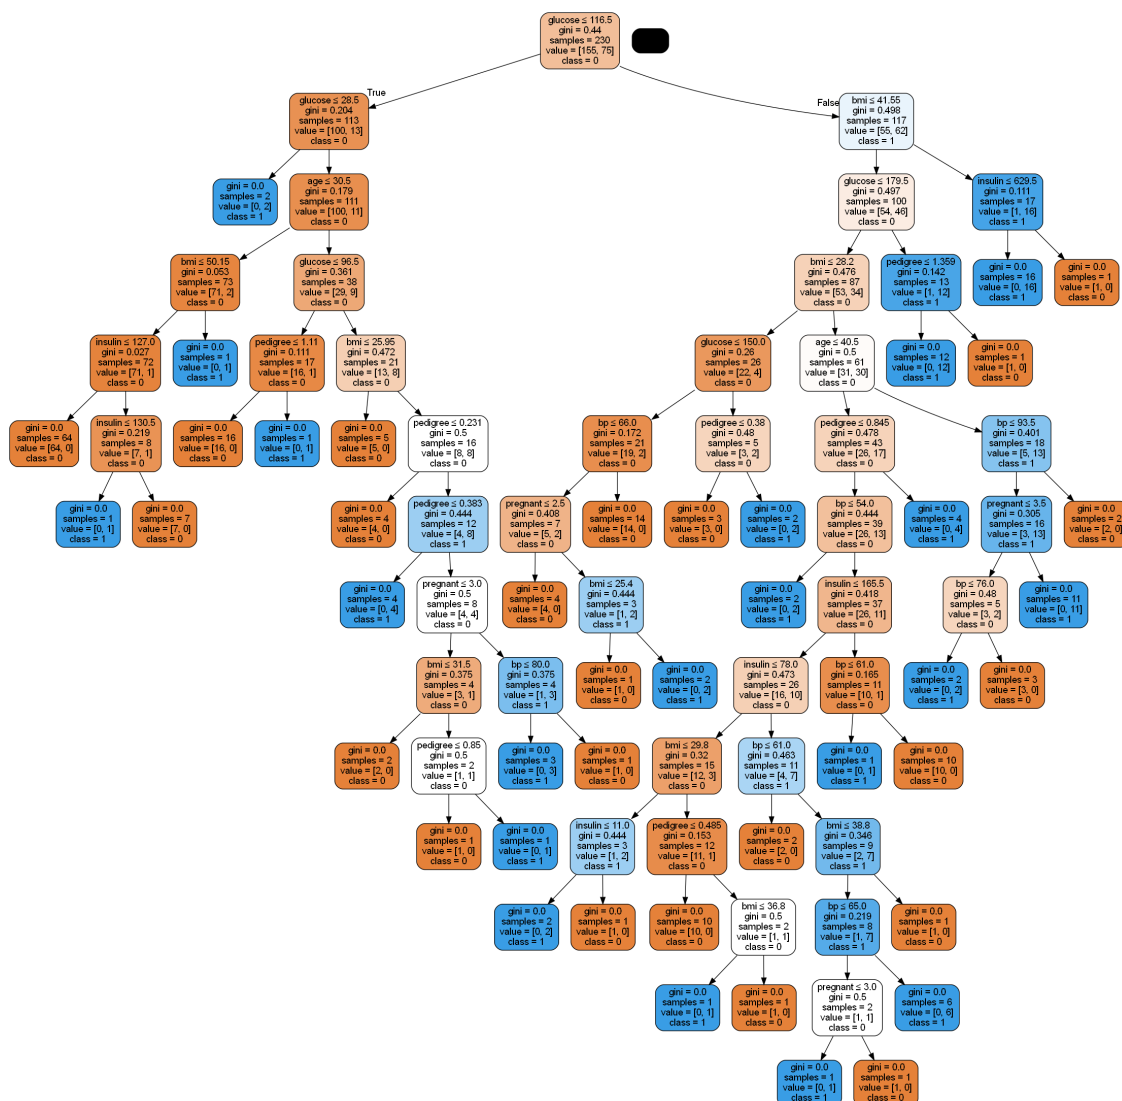 glucose ≤ 116.5
gini = 0.44
samples = 230
value = [155, 75]
class = 0
True
False
glucose ≤ 28.5
gini = 0.204
samples = 113
value = [100, 13]
class = 0
bmi ≤ 41.55
gini = 0.498
samples = 117
value = [55, 62]
class = 1
gini = 0.0
samples = 2
value = [0, 2]
class = 1
age ≤ 30.5
gini = 0.179
samples = 111
value = [100, 11]
class = 0
glucose ≤ 179.5
gini = 0.497
samples = 100
value = [54, 46]
class = 0
insulin ≤ 629.5
gini = 0.111
samples = 17
value = [1, 16]
class = 1
bmi ≤ 50.15
gini = 0.053
samples = 73
value = [71, 2]
class = 0
glucose ≤ 96.5
gini = 0.361
samples = 38
value = [29, 9]
class = 0
bmi ≤ 28.2
gini = 0.476
samples = 87
value = [53, 34]
class = 0
pedigree ≤ 1.359
gini = 0.142
samples = 13
value = [1, 12]
class = 1
gini = 0.0
samples = 16
value = [0, 16]
class = 1
gini = 0.0
samples = 1
value = [1, 0]
class = 0
insulin ≤ 127.0
gini = 0.027
samples = 72
value = [71, 1]
class = 0
gini = 0.0
samples = 1
value = [0, 1]
class = 1
pedigree ≤ 1.11
gini = 0.111
samples = 17
value = [16, 1]
class = 0
bmi ≤ 25.95
gini = 0.472
samples = 21
value = [13, 8]
class = 0
glucose ≤ 150.0
gini = 0.26
samples = 26
value = [22, 4]
class = 0
age ≤ 40.5
gini = 0.5
samples = 61
value = [31, 30]
class = 0
gini = 0.0
samples = 12
value = [0, 12]
class = 1
gini = 0.0
samples = 1
value = [1, 0]
class = 0
gini = 0.0
samples = 64
value = [64, 0]
class = 0
insulin ≤ 130.5
gini = 0.219
samples = 8
value = [7, 1]
class = 0
gini = 0.0
samples = 16
value = [16, 0]
class = 0
gini = 0.0
samples = 1
value = [0, 1]
class = 1
gini = 0.0
samples = 5
value = [5, 0]
class = 0
pedigree ≤ 0.231
gini = 0.5
samples = 16
value = [8, 8]
class = 0
bp ≤ 66.0
gini = 0.172
samples = 21
value = [19, 2]
class = 0
pedigree ≤ 0.38
gini = 0.48
samples = 5
value = [3, 2]
class = 0
pedigree ≤ 0.845
gini = 0.478
samples = 43
value = [26, 17]
class = 0
bp ≤ 93.5
gini = 0.401
samples = 18
value = [5, 13]
class = 1
gini = 0.0
samples = 1
value = [0, 1]
class = 1
gini = 0.0
samples = 7
value = [7, 0]
class = 0
gini = 0.0
samples = 4
value = [4, 0]
class = 0
pedigree ≤ 0.383
gini = 0.444
samples = 12
value = [4, 8]
class = 1
pregnant ≤ 2.5
gini = 0.408
samples = 7
value = [5, 2]
class = 0
gini = 0.0
samples = 14
value = [14, 0]
class = 0
gini = 0.0
samples = 3
value = [3, 0]
class = 0
gini = 0.0
samples = 2
value = [0, 2]
class = 1
bp ≤ 54.0
gini = 0.444
samples = 39
value = [26, 13]
class = 0
gini = 0.0
samples = 4
value = [0, 4]
class = 1
pregnant ≤ 3.5
gini = 0.305
samples = 16
value = [3, 13]
class = 1
gini = 0.0
samples = 2
value = [2, 0]
class = 0
gini = 0.0
samples = 4
value = [0, 4]
class = 1
pregnant ≤ 3.0
gini = 0.5
samples = 8
value = [4, 4]
class = 0
gini = 0.0
samples = 4
value = [4, 0]
class = 0
bmi ≤ 25.4
gini = 0.444
samples = 3
value = [1, 2]
class = 1
gini = 0.0
samples = 2
value = [0, 2]
class = 1
insulin ≤ 165.5
gini = 0.418
samples = 37
value = [26, 11]
class = 0
bp ≤ 76.0
gini = 0.48
samples = 5
value = [3, 2]
class = 0
gini = 0.0
samples = 11
value = [0, 11]
class = 1
bmi ≤ 31.5
gini = 0.375
samples = 4
value = [3, 1]
class = 0
bp ≤ 80.0
gini = 0.375
samples = 4
value = [1, 3]
class = 1
gini = 0.0
samples = 1
value = [1, 0]
class = 0
gini = 0.0
samples = 2
value = [0, 2]
class = 1
insulin ≤ 78.0
gini = 0.473
samples = 26
value = [16, 10]
class = 0
bp ≤ 61.0
gini = 0.165
samples = 11
value = [10, 1]
class = 0
gini = 0.0
samples = 2
value = [0, 2]
class = 1
gini = 0.0
samples = 3
value = [3, 0]
class = 0
gini = 0.0
samples = 2
value = [2, 0]
class = 0
pedigree ≤ 0.85
gini = 0.5
samples = 2
value = [1, 1]
class = 0
gini = 0.0
samples = 3
value = [0, 3]
class = 1
gini = 0.0
samples = 1
value = [1, 0]
class = 0
bmi ≤ 29.8
gini = 0.32
samples = 15
value = [12, 3]
class = 0
bp ≤ 61.0
gini = 0.463
samples = 11
value = [4, 7]
class = 1
gini = 0.0
samples = 1
value = [0, 1]
class = 1
gini = 0.0
samples = 10
value = [10, 0]
class = 0
gini = 0.0
samples = 1
value = [1, 0]
class = 0
gini = 0.0
samples = 1
value = [0, 1]
class = 1
insulin ≤ 11.0
gini = 0.444
samples = 3
value = [1, 2]
class = 1
pedigree ≤ 0.485
gini = 0.153
samples = 12
value = [11, 1]
class = 0
gini = 0.0
samples = 2
value = [2, 0]
class = 0
bmi ≤ 38.8
gini = 0.346
samples = 9
value = [2, 7]
class = 1
gini = 0.0
samples = 2
value = [0, 2]
class = 1
gini = 0.0
samples = 1
value = [1, 0]
class = 0
gini = 0.0
samples = 10
value = [10, 0]
class = 0
bmi ≤ 36.8
gini = 0.5
samples = 2
value = [1, 1]
class = 0
bp ≤ 65.0
gini = 0.219
samples = 8
value = [1, 7]
class = 1
gini = 0.0
samples = 1
value = [1, 0]
class = 0
gini = 0.0
samples = 1
value = [0, 1]
class = 1
gini = 0.0
samples = 1
value = [1, 0]
class = 0
pregnant ≤ 3.0
gini = 0.5
samples = 2
value = [1, 1]
class = 0
gini = 0.0
samples = 6
value = [0, 6]
class = 1
gini = 0.0
samples = 1
value = [0, 1]
class = 1
gini = 0.0
samples = 1
value = [1, 0]
class = 0